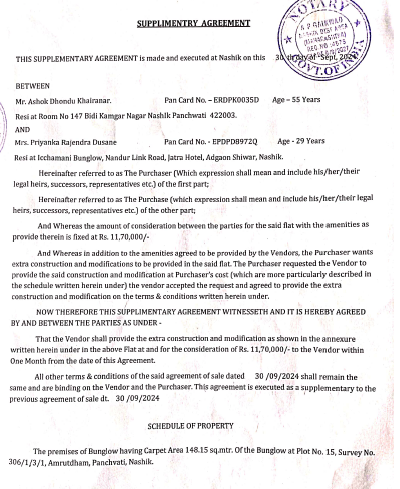 SUPPLIMENTRY AGREEMENT
NOTARY
GOVT.OF INDIA
THIS SUPPLEMENTARY AGREEMENT is made and executed at Nashik on this 30 Sept,
BETWEEN
Mr. Ashok Dhondu Khairanar. Pan Card No. – ERDPK0035D Age – 55 Years
Resi at Room No 147 Bidi Kamgar Nagar Nashik Panchwati 422003.
AND
Mrs. Priyanka Rajendra Dusane Pan Card No. - EPDPD8972Q Age - 29 Years
Resi at Icchamani Bunglow, Nandur Link Road, Jatra Hotel, Adgaon Shiwar, Nashik.
Hereinafter referred to as The Purchaser (Which expression shall mean and include his/her/their
legal heirs, successors, representatives etc.) of the first part;
Hereinafter referred to as The Purchase (which expression shall mean and include his/her/their legal
heirs, successors, representatives etc.) of the other part;
And Whereas the amount of consideration between the parties for the said flat with the amenities as
provide therein is fixed at Rs. 11,70,000/-
And Whereas in addition to the amenities agreed to be provided by the Vendors, the Purchaser wants
extra construction and modifications to be provided in the said flat. The Purchaser requested the Vendor to
provide the said construction and modification at Purchaser's cost (which are more particularly described in
the schedule written herein under) the vendor accepted the request and agreed to provide the extra
construction and modification on the terms & conditions written herein under.
NOW THEREFORE THIS SUPPLIMENTARY AGREEMENT WITNESSETH AND IT IS HEREBY AGREED
BY AND BETWEEN THE PARTIES AS UNDER -
That the Vendor shall provide the extra construction and modification as shown in the annexure
written herein under in the above Flat at and for the consideration of Rs. 11,70,000/- to the Vendor within
One Month from the date of this Agreement.
All other terms & conditions of the said agreement of sale dated 30 /09/2024 shall remain the
same and are binding on the Vendor and the Purchaser. This agreement is executed as a supplementary to the
previous agreement of sale dt. 30 /09/2024
SCHEDULE OF PROPERTY
The premises of Bunglow having Carpet Area 148.15 sq.mtr. Of the Bunglow at Plot No. 15, Survey No.
306/1/3/1, Amrutdham, Panchvati, Nashik.